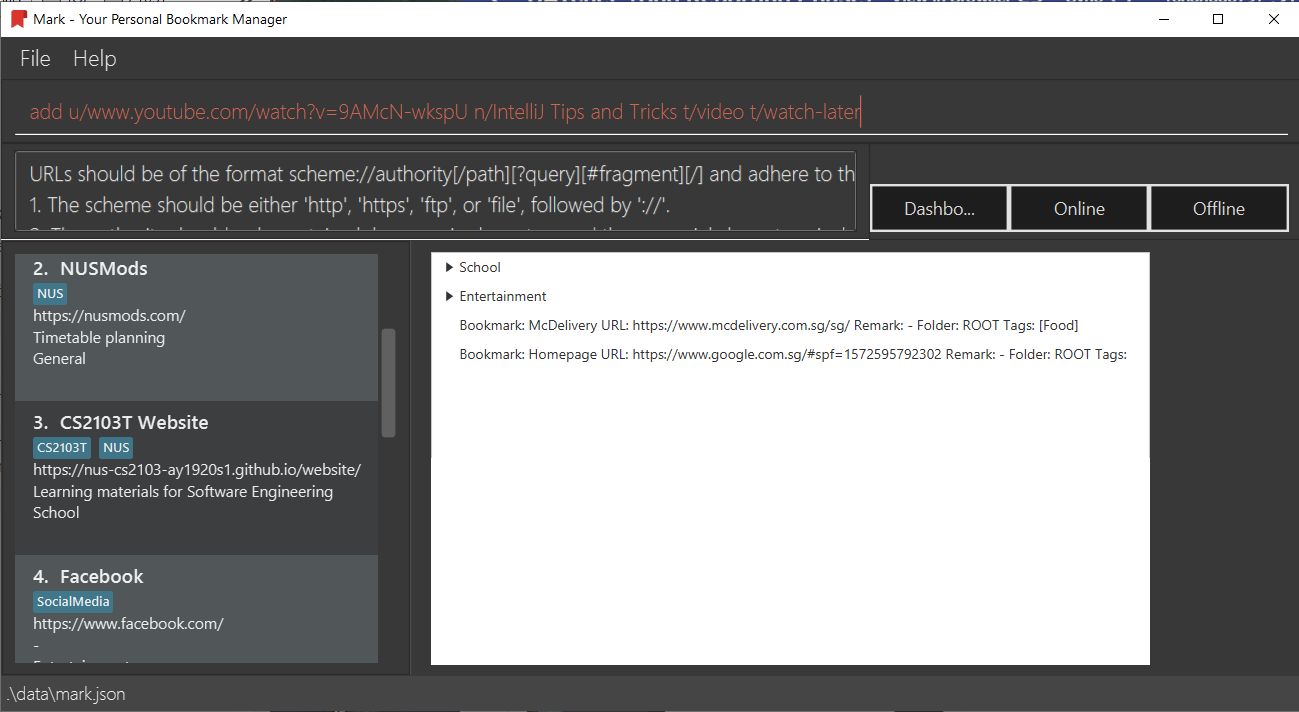 Mark - Your Personal Bookmark Manager
File Help
add u/www.youtube.com/watch?v=9AMcN-wkspU n/IntelliJ Tips and Tricks t/video t/watch-later
URLs should be of the format scheme://authority[/path][?query][#fragment][/] and adhere to th
1. The scheme should be either 'http', 'https', 'ftp', or 'file', followed by '://'.
Dashbo...
Online
Offline
2. NUSMods
NUS
https://nusmods.com/
Timetable planning
General
3. CS2103T Website
CS2103T NUS
https://nus-cs2103-ay1920s1.github.io/website/
Learning materials for Software Engineering
School
4. Facebook
SocialMedia
https://www.facebook.com/
-
School
Entertainment
Bookmark: McDelivery URL: https://www.mcdelivery.com.sg/sg/ Remark: - Folder: ROOT Tags: [Food]
Bookmark: Homepage URL: https://www.google.com.sg/#spf=1572595792302 Remark: - Folder: ROOT Tags:
.\data\mark.json